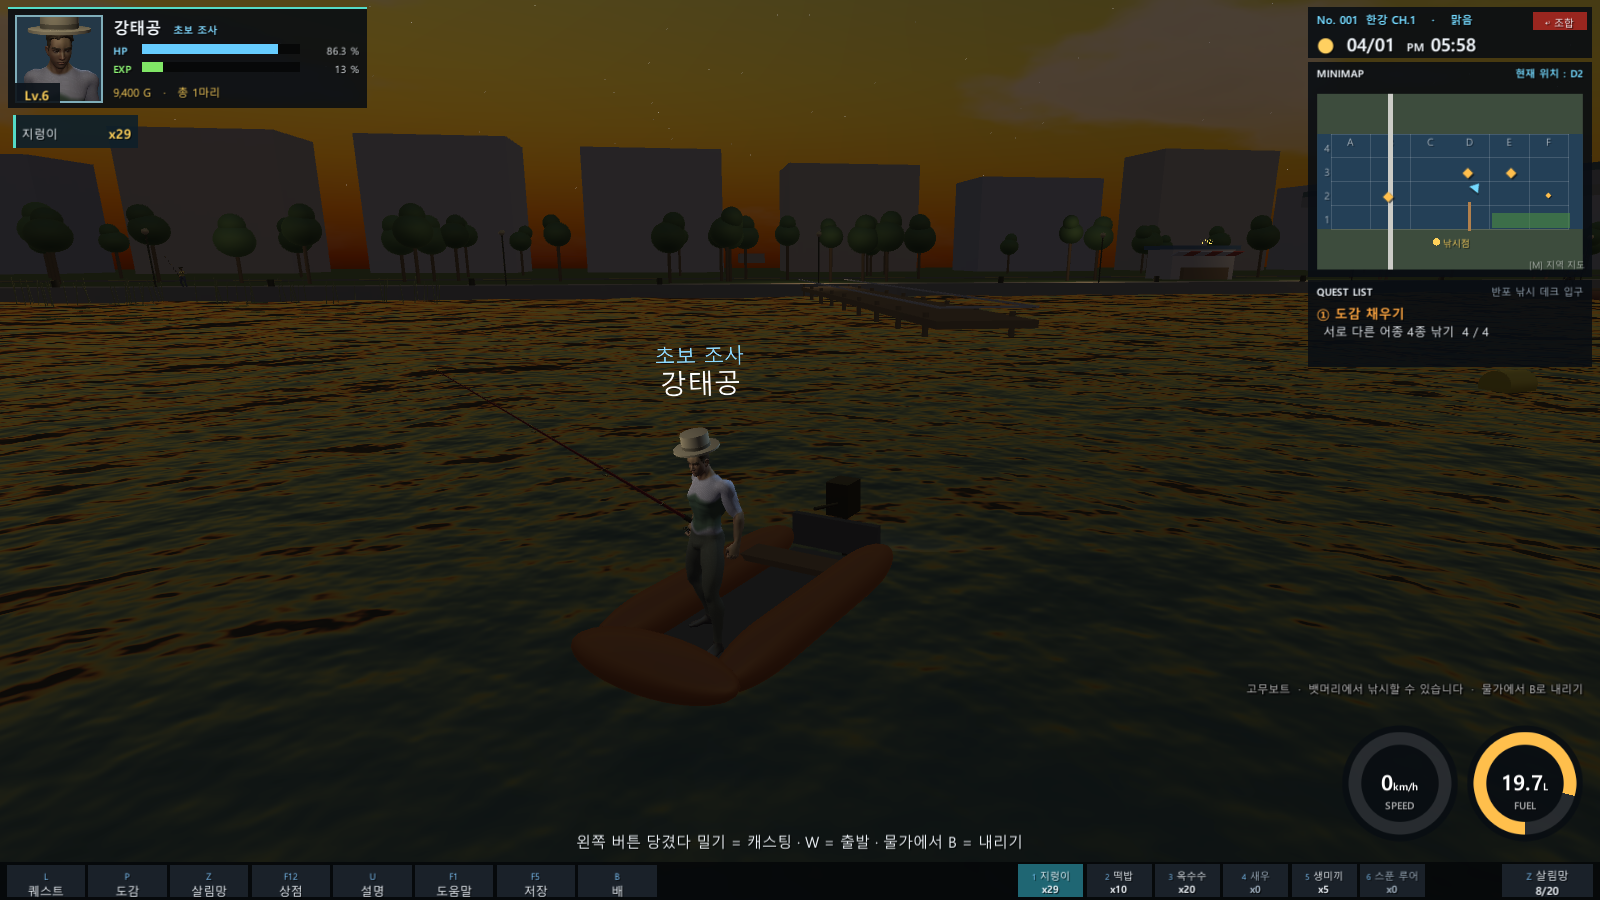 강태공 초보 조사
HP 86.3 %
EXP 13 %
Lv.6
9,400 G · 총 1마리
지렁이 x29
No. 001 한강 CH.1 · 맑음
조합
04/01 PM 05:58
MINIMAP 현재 위치 : D2
A C D E F
4
3
2
1
낚시점
[M] 지역 지도
QUEST LIST 반포 낚시 데크 입구
① 도감 채우기
서로 다른 어종 4종 낚기 4 / 4
초보 조사
강태공
고무보트 · 뱃머리에서 낚시할 수 있습니다 · 물가에서 B로 내리기
0km/h
SPEED
19.7L
FUEL
왼쪽 버튼 당겼다 밀기 = 캐스팅 · W = 출발 · 물가에서 B = 내리기
L 퀘스트
P 도감
Z 살림망
F12 상점
U 설명
F1 도움말
F5 저장
B 배
1 지렁이 x29
2 떡밥 x10
3 옥수수 x20
4 새우 x0
5 생미끼 x5
6 스푼 루어 x0
Z 살림망 8/20